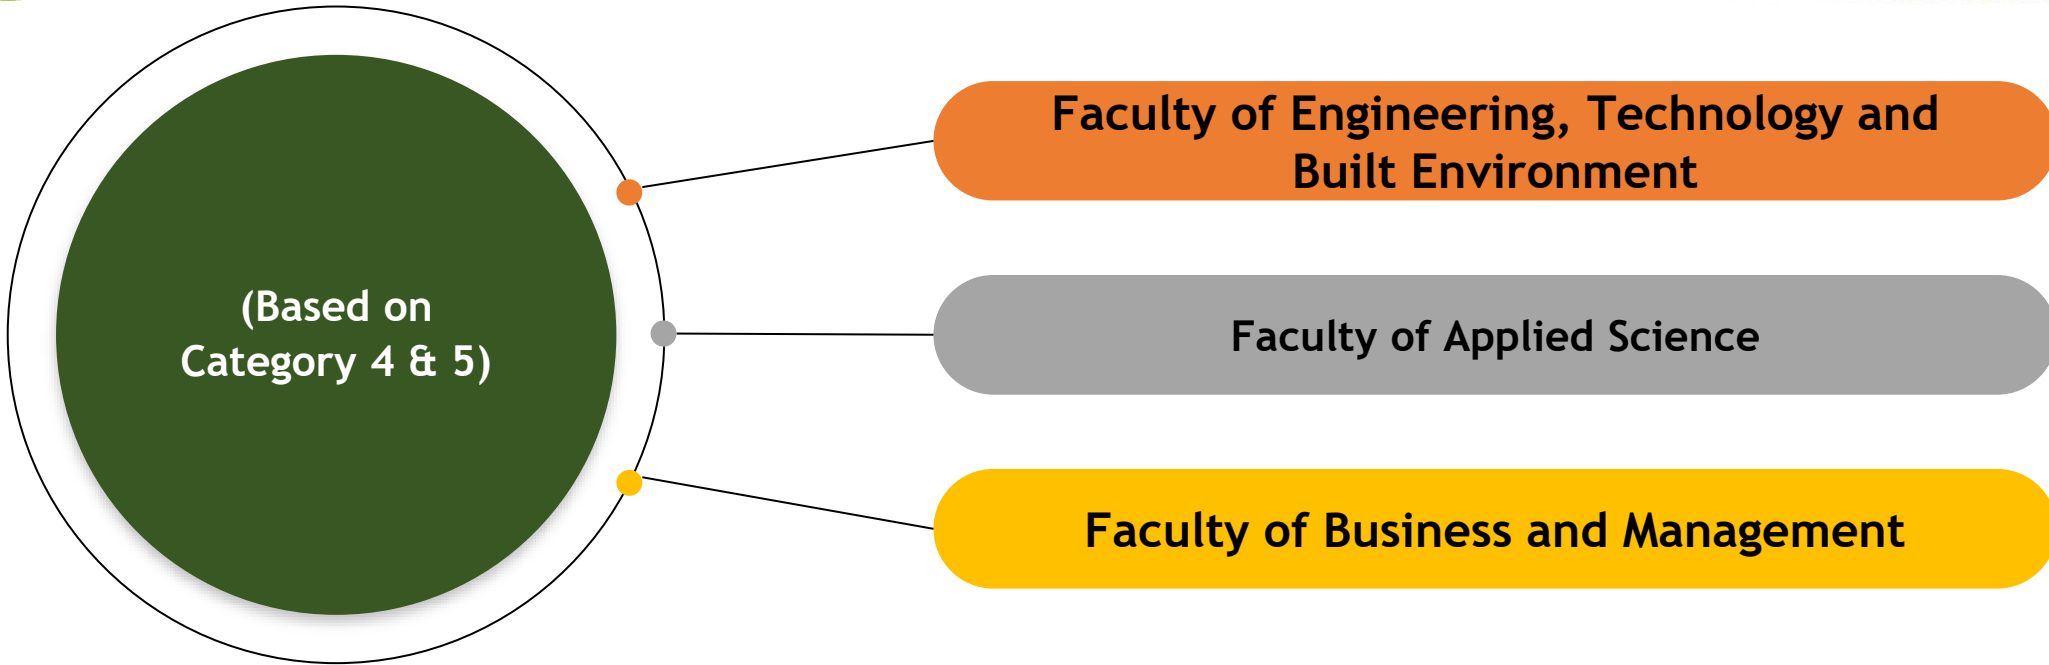 (Based on
Category 4 & 5)
Faculty of Engineering, Technology and
Built Environment
Faculty of Applied Science
Faculty of Business and Management